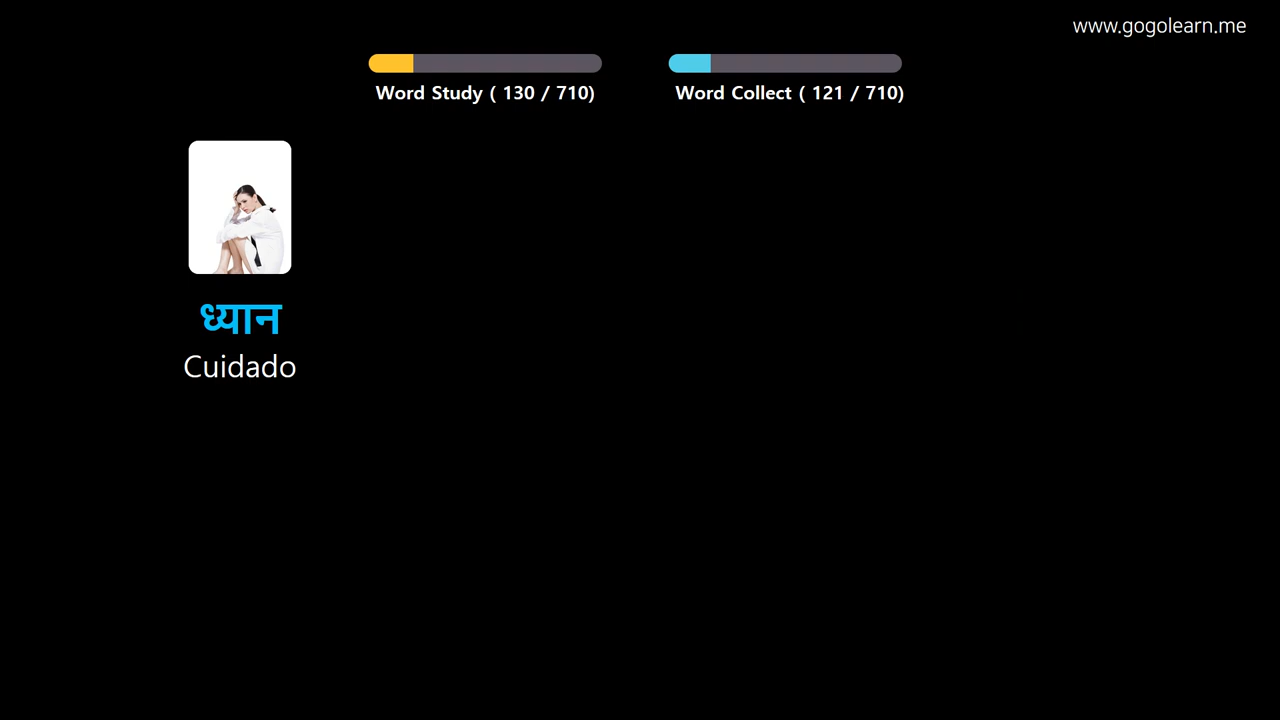 www.gogolearn.me
Word Study ( 130 / 710)
Word Collect ( 121 / 710)
ध्यान
Cuidado